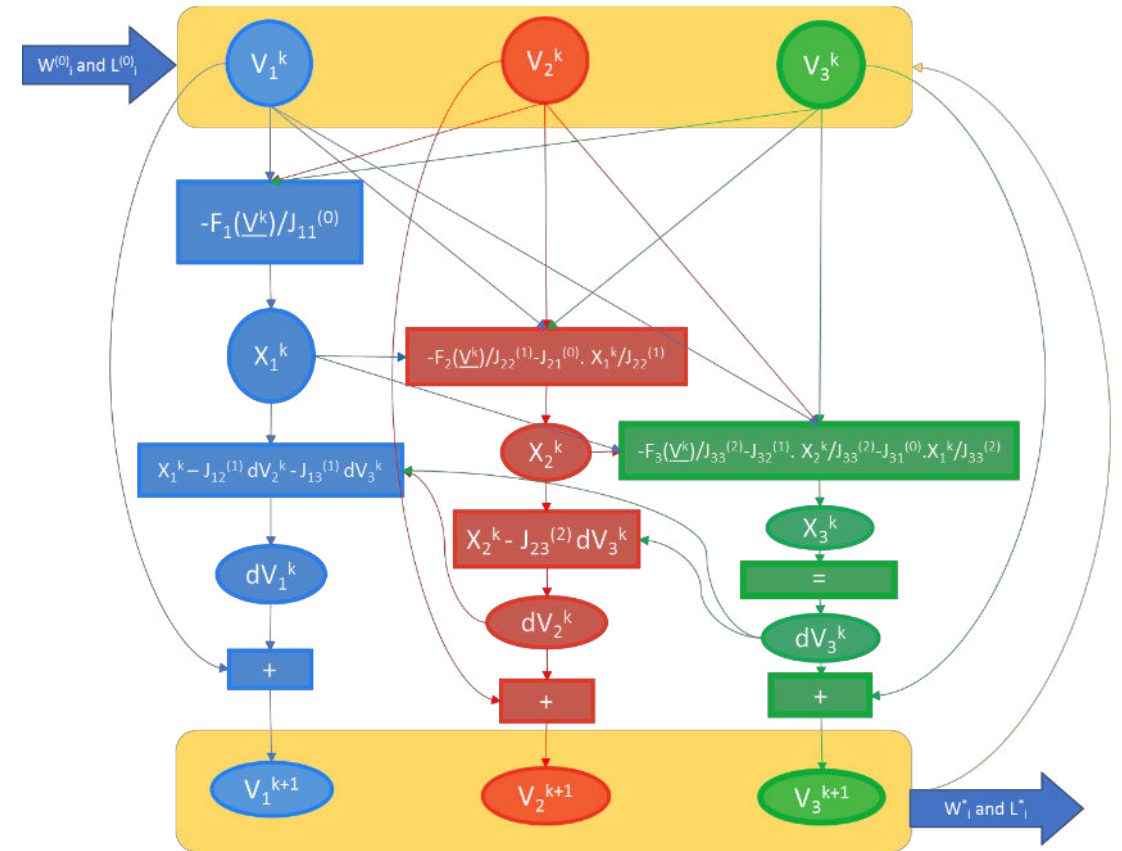 W⁽⁰⁾ᵢ and L⁽⁰⁾ᵢ
V₁ᵏ
V₂ᵏ
V₃ᵏ
-F₁(V̲ᵏ)/J₁₁⁽⁰⁾
X₁ᵏ
-F₂(V̲ᵏ)/J₂₂⁽¹⁾-J₂₁⁽⁰⁾. X₁ᵏ/J₂₂⁽¹⁾
X₂ᵏ
-F₃(V̲ᵏ)/J₃₃⁽²⁾-J₃₂⁽¹⁾. X₂ᵏ/J₃₃⁽²⁾-J₃₁⁽⁰⁾.X₁ᵏ/J₃₃⁽²⁾
X₁ᵏ – J₁₂⁽¹⁾ dV₂ᵏ - J₁₃⁽¹⁾ dV₃ᵏ
X₂ᵏ - J₂₃⁽²⁾ dV₃ᵏ
X₃ᵏ
=
dV₁ᵏ
dV₂ᵏ
dV₃ᵏ
+
+
+
V₁ᵏ⁺¹
V₂ᵏ⁺¹
V₃ᵏ⁺¹
W*ᵢ and L*ᵢ